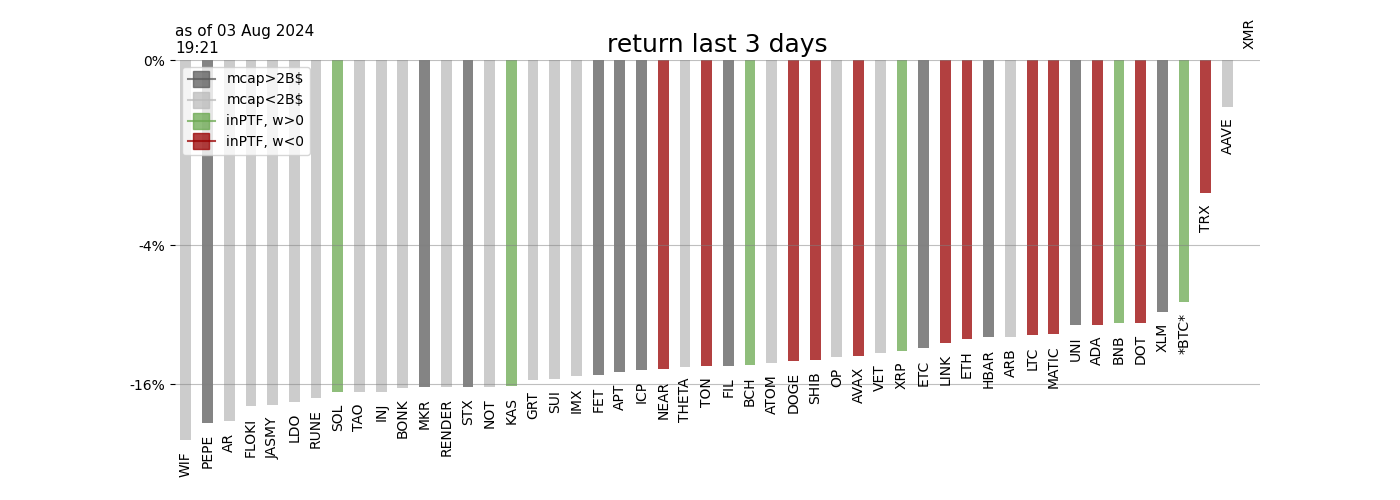 as of 03 Aug 2024
19:21
return last 3 days
XMR
0%
-4%
-16%
mcap>2B$
mcap<2B$
inPTF, w>0
inPTF, w<0
WIF
PEPE
AR
FLOKI
JASMY
LDO
RUNE
SOL
TAO
INJ
BONK
MKR
RENDER
STX
NOT
KAS
GRT
SUI
IMX
FET
APT
ICP
NEAR
THETA
TON
FIL
BCH
ATOM
DOGE
SHIB
OP
AVAX
VET
XRP
ETC
LINK
ETH
HBAR
ARB
LTC
MATIC
UNI
ADA
BNB
DOT
XLM
*BTC*
TRX
AAVE